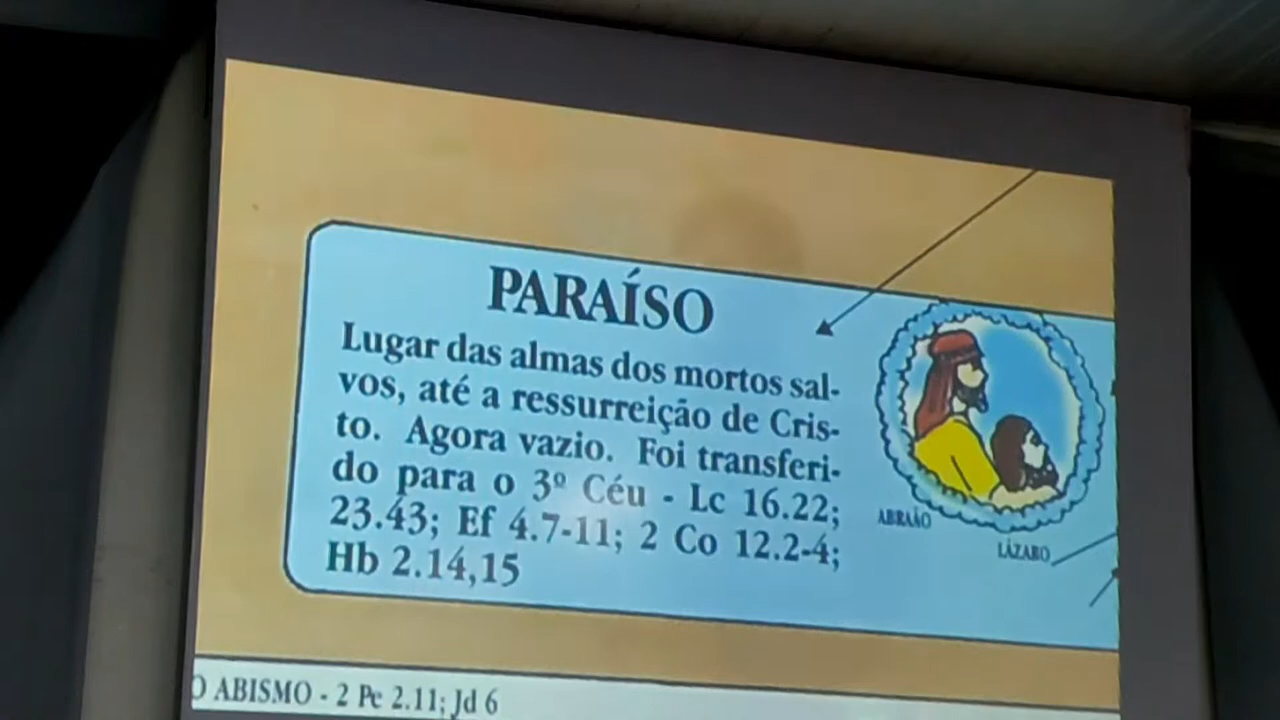 PARAÍSO
Lugar das almas dos mortos sal-
vos, até a ressurreição de Cris-
to. Agora vazio. Foi transferi-
do para o 3º Céu - Lc 16.22;
23.43; Ef 4.7-11; 2 Co 12.2-4;
Hb 2.14,15
ABRAÃO
LÁZARO
O ABISMO - 2 Pe 2.11; Jd 6